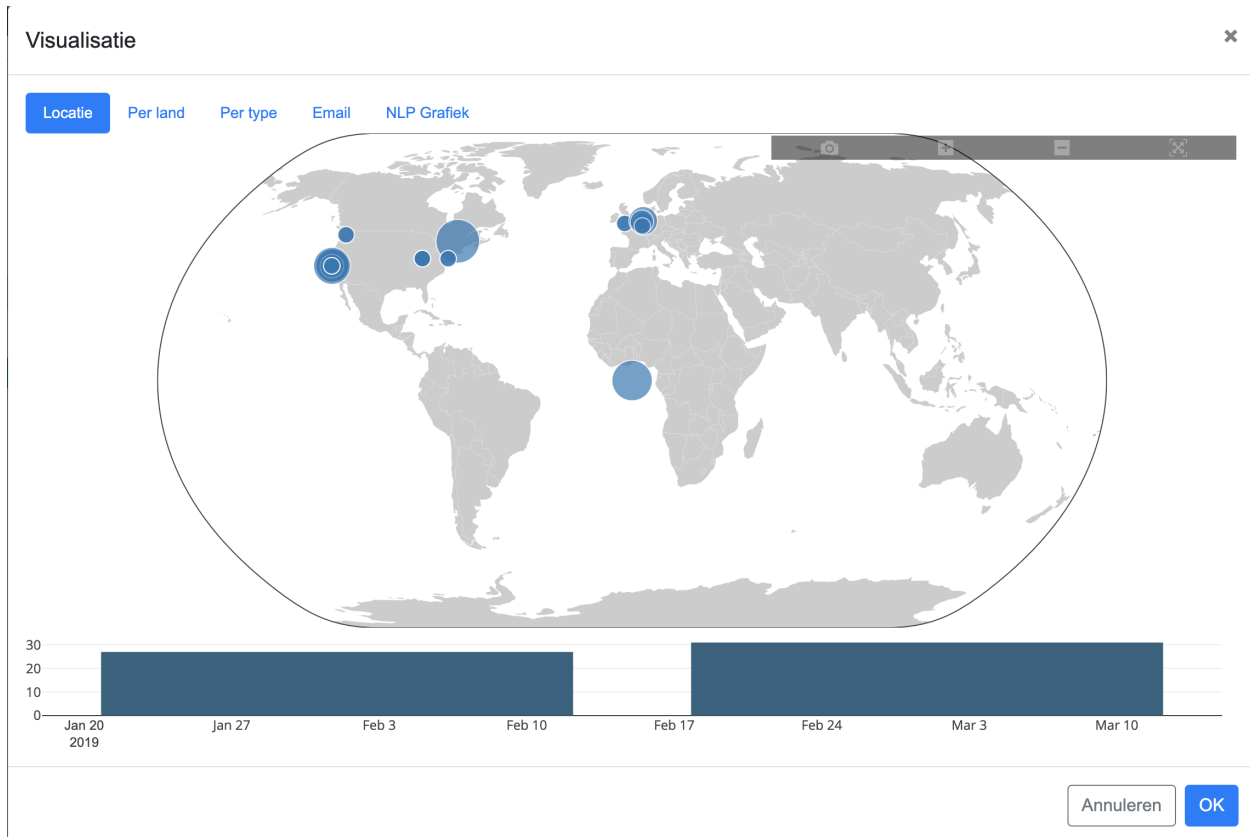 Visualisatie
Locatie Per land Per type Email NLP Grafiek
30
20
10
0
Jan 20 Jan 27 Feb 3 Feb 10 Feb 17 Feb 24 Mar 3 Mar 10
2019
Annuleren OK